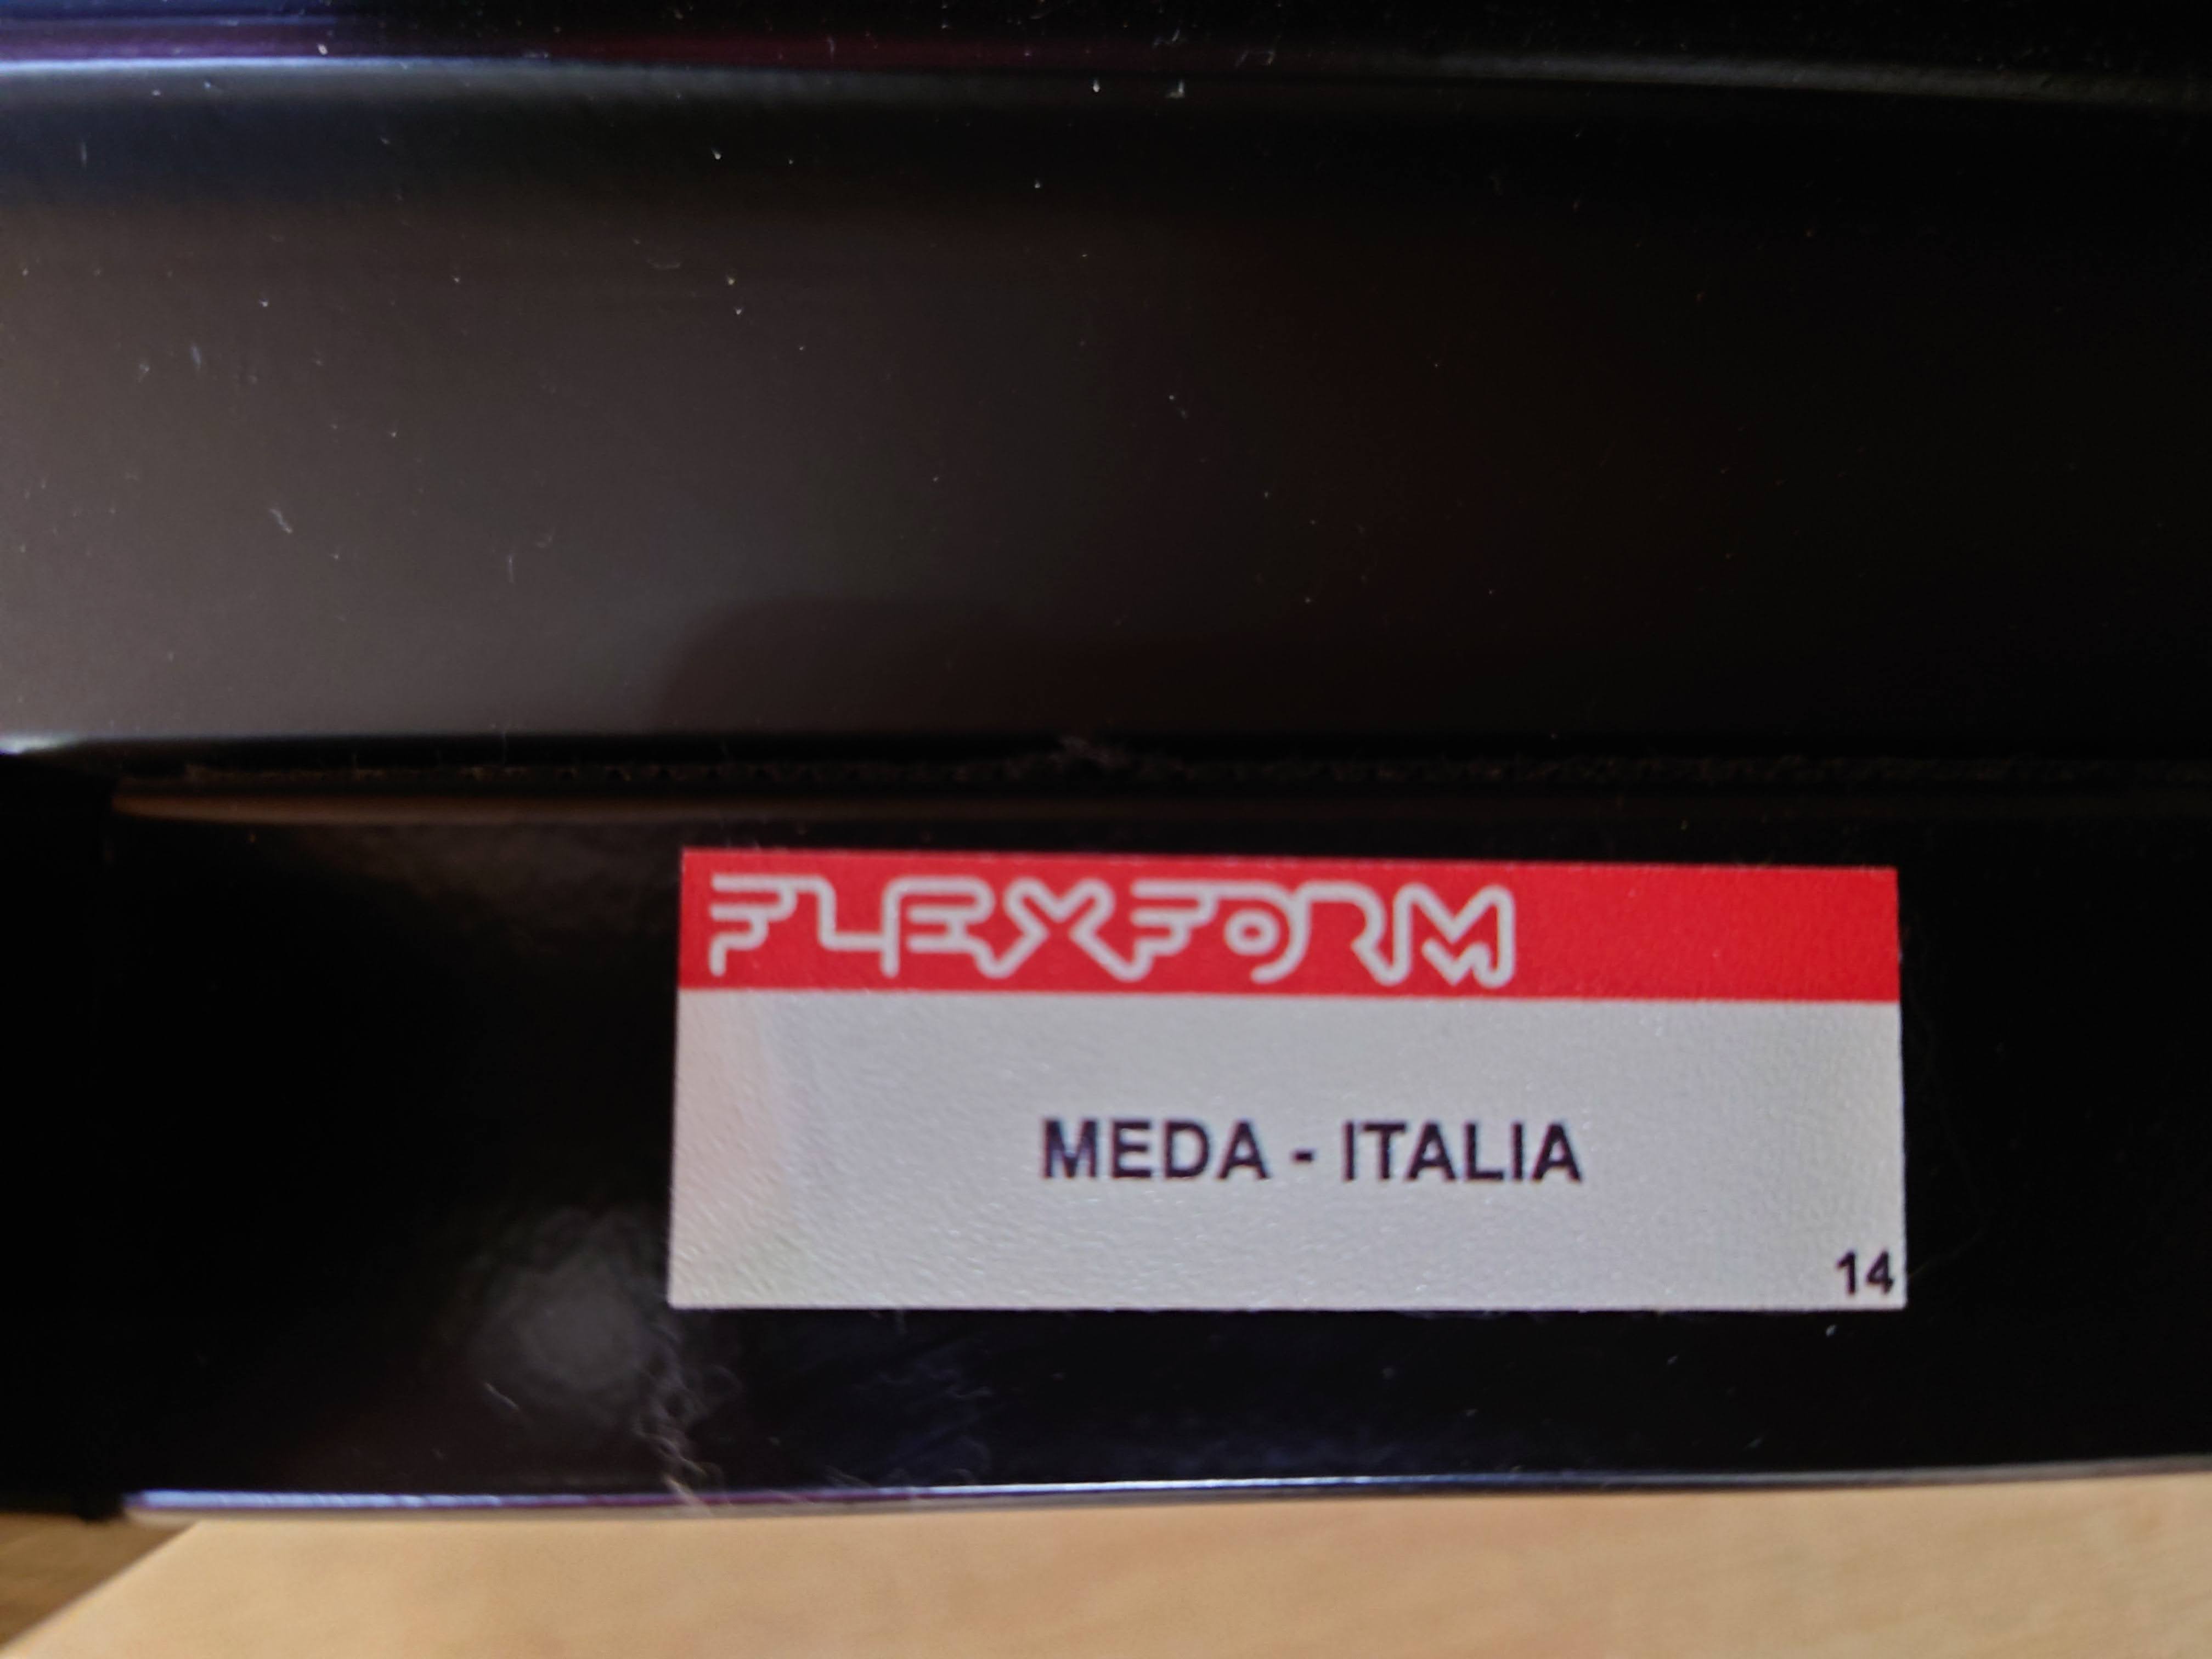 FLEXFORM
MEDA - ITALIA
14